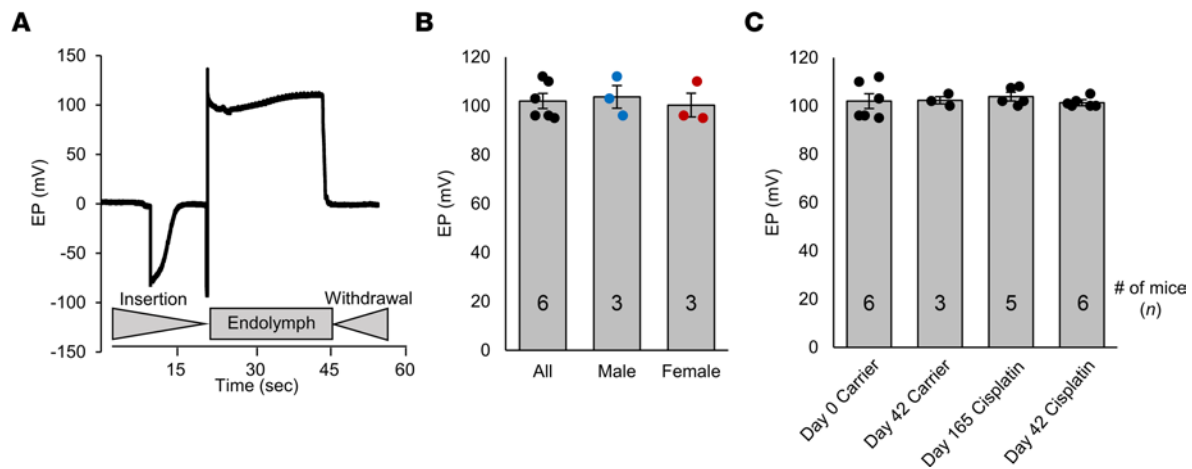 A
EP (mV)
150
100
50
0
-50
-100
-150
Insertion
Withdrawal
Endolymph
15
30
45
60
Time (sec)
B
EP (mV)
120
100
80
60
40
20
0
6
3
3
All
Male
Female
C
EP (mV)
120
100
80
60
40
20
0
6
3
5
6
# of mice
(n)
Day 0 Carrier
Day 42 Carrier
Day 165 Cisplatin
Day 42 Cisplatin